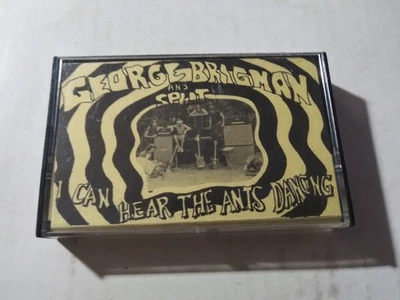 GEORGE BRIGMAN
AND
SPLIT
I CAN HEAR THE ANTS DANCING